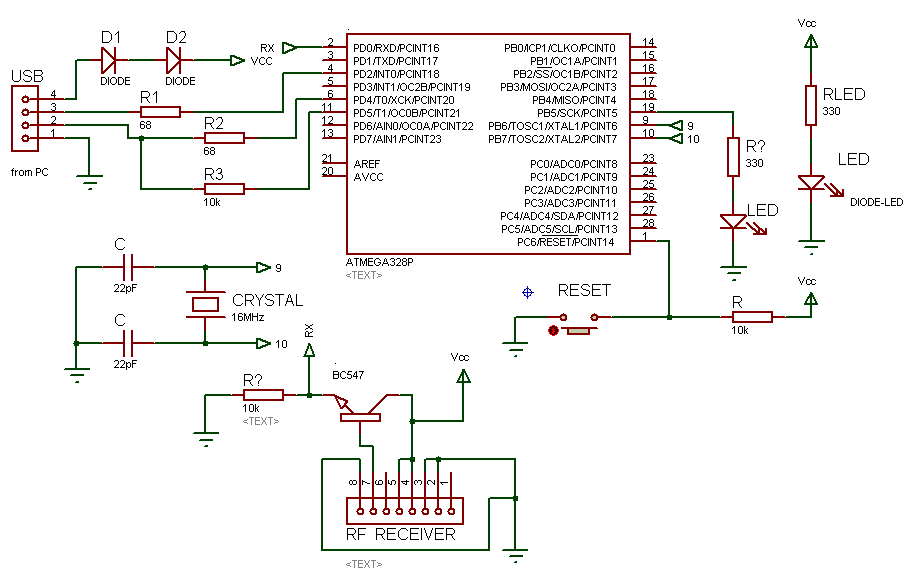 D1
D2
DIODE
DIODE
VCC
USB
4
3
2
1
from PC
R1
68
R2
68
R3
10k
RX
2
3
4
5
6
11
12
13
21
20
PD0/RXD/PCINT16
PD1/TXD/PCINT17
PD2/INT0/PCINT18
PD3/INT1/OC2B/PCINT19
PD4/T0/XCK/PCINT20
PD5/T1/OC0B/PCINT21
PD6/AIN0/OC0A/PCINT22
PD7/AIN1/PCINT23
AREF
AVCC
PB0/ICP1/CLKO/PCINT0
PB1/OC1A/PCINT1
PB2/SS/OC1B/PCINT2
PB3/MOSI/OC2A/PCINT3
PB4/MISO/PCINT4
PB5/SCK/PCINT5
PB6/TOSC1/XTAL1/PCINT6
PB7/TOSC2/XTAL2/PCINT7
PC0/ADC0/PCINT8
PC1/ADC1/PCINT9
PC2/ADC2/PCINT10
PC3/ADC3/PCINT11
PC4/ADC4/SDA/PCINT12
PC5/ADC5/SCL/PCINT13
PC6/RESET/PCINT14
14
15
16
17
18
19
9
10
23
24
25
26
27
28
1
9
10
ATMEGA328P
<TEXT>
R?
330
LED
Vcc
RLED
330
LED
DIODE-LED
C
22pF
C
22pF
9
10
CRYSTAL
16MHz
RESET
R
10k
Vcc
RX
R?
10k
<TEXT>
BC547
Vcc
8
7
6
5
4
3
2
1
RF RECEIVER
<TEXT>